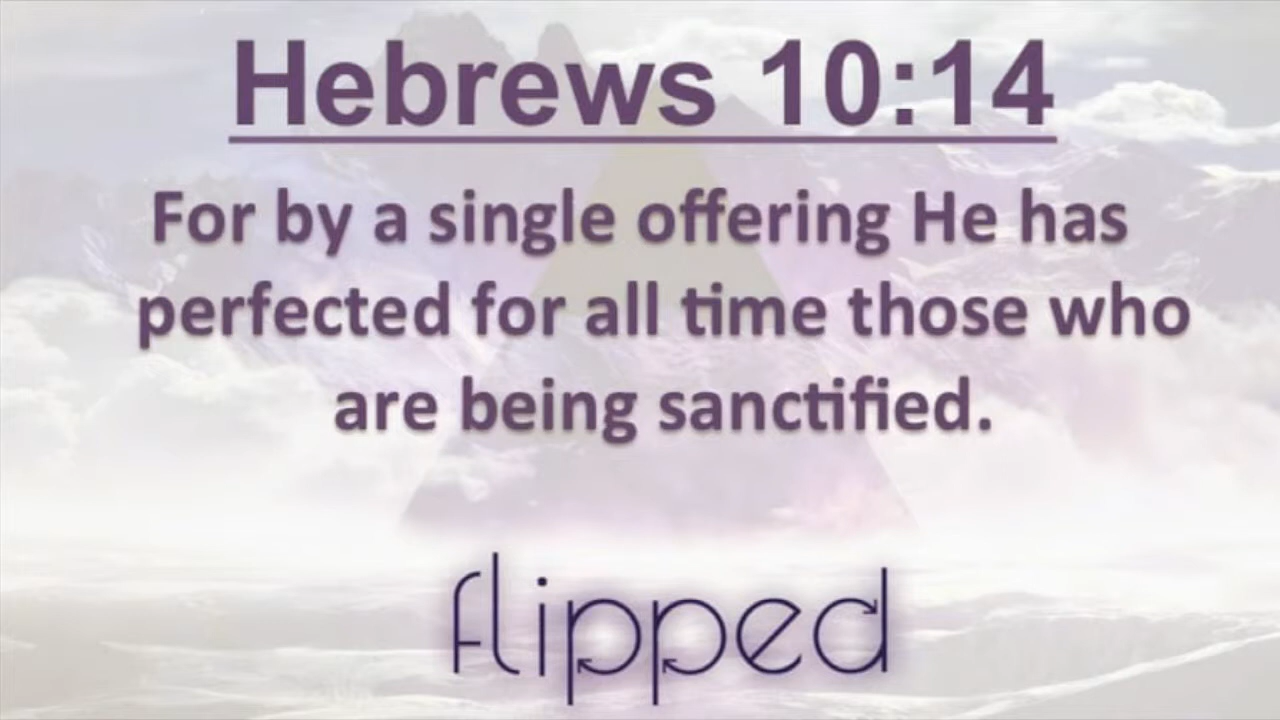 Hebrews 10:14
For by a single offering He has
perfected for all time those who
are being sanctified.
flipped